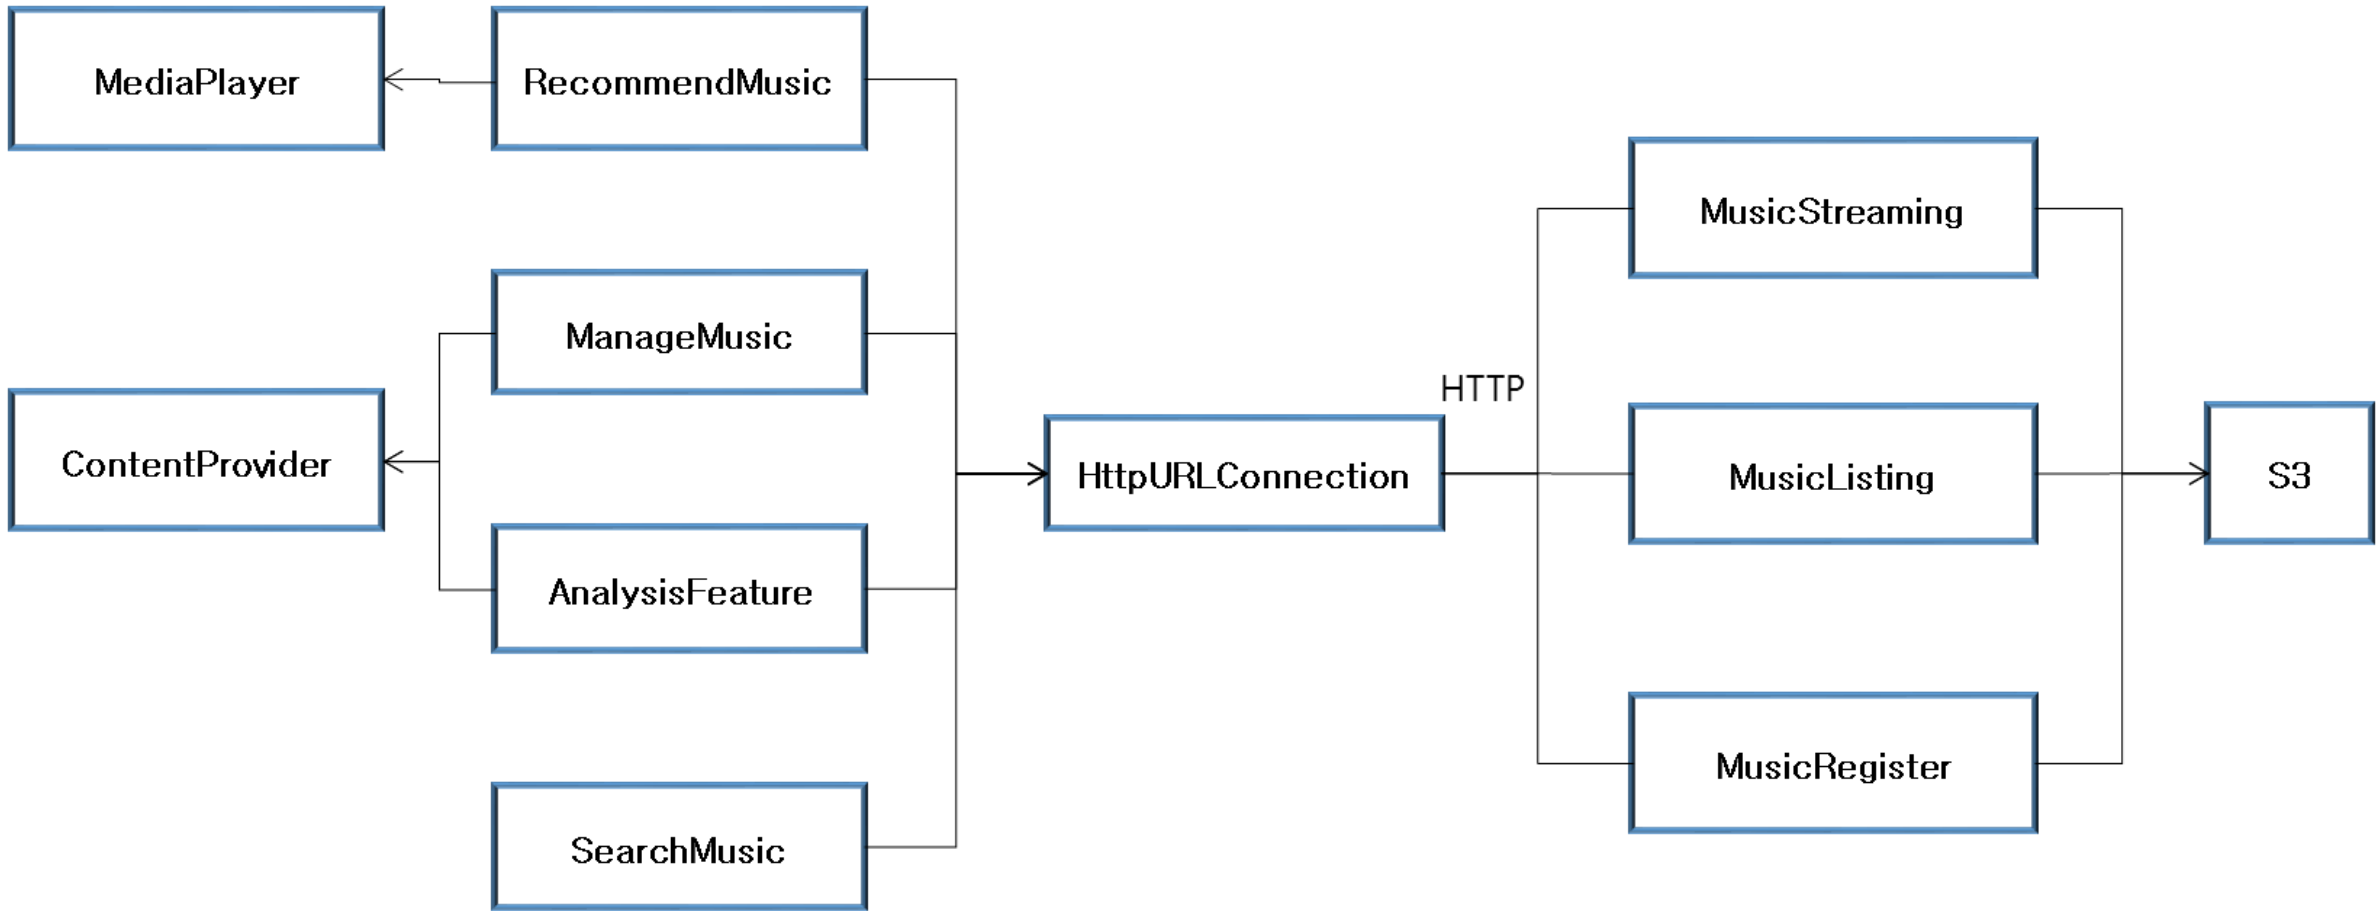 MediaPlayer
RecommendMusic
MusicStreaming
ManageMusic
HTTP
ContentProvider
HttpURLConnection
MusicListing
S3
AnalysisFeature
MusicRegister
SearchMusic